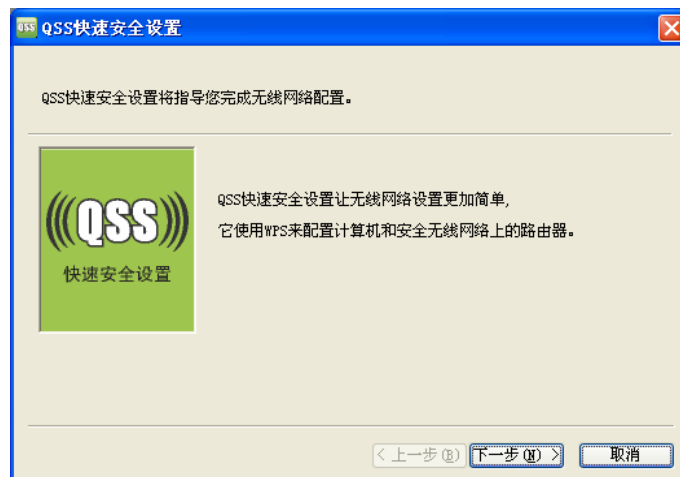 QSS快速安全设置
QSS快速安全设置将指导您完成无线网络配置。
QSS
快速安全设置
QSS快速安全设置让无线网络设置更加简单,
它使用WPS来配置计算机和安全无线网络上的路由器。
< 上一步(B)
下一步(N) >
取消